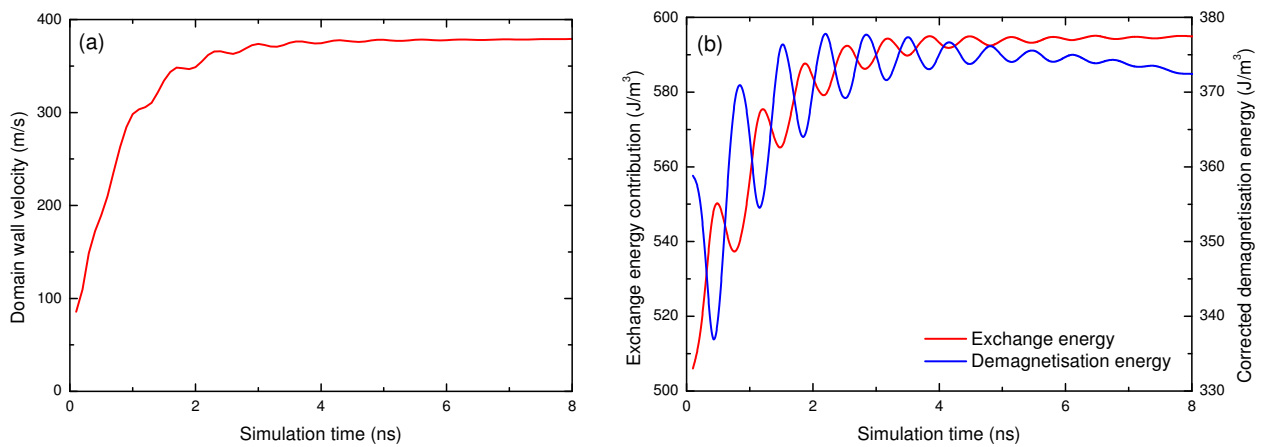 (a)
Domain wall velocity (m/s)
400
300
200
100
0
0 2 4 6 8
Simulation time (ns)
(b)
Exchange energy contribution (J/m³)
600
580
560
540
520
500
0 2 4 6 8
Simulation time (ns)
Exchange energy
Demagnetisation energy
380
370
360
350
340
330
Corrected demagnetisation energy (J/m³)